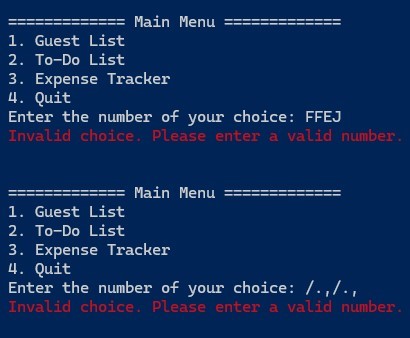 ============= Main Menu =============
1. Guest List
2. To-Do List
3. Expense Tracker
4. Quit
Enter the number of your choice: FFEJ
Invalid choice. Please enter a valid number.
============= Main Menu =============
1. Guest List
2. To-Do List
3. Expense Tracker
4. Quit
Enter the number of your choice: /.,/.,
Invalid choice. Please enter a valid number.